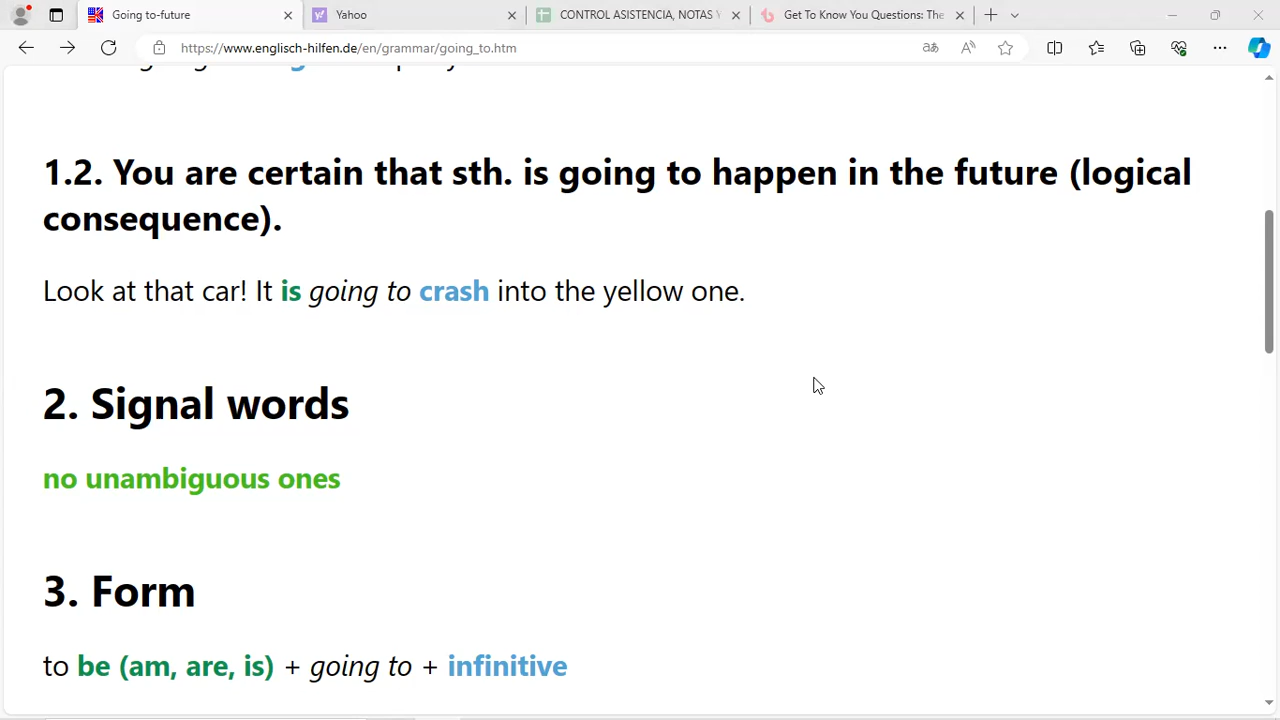 Going to-future
Yahoo
CONTROL ASISTENCIA, NOTAS
Get To Know You Questions: The
https://www.englisch-hilfen.de/en/grammar/going_to.htm
1.2. You are certain that sth. is going to happen in the future (logical
consequence).
Look at that car! It is going to crash into the yellow one.
2. Signal words
no unambiguous ones
3. Form
to be (am, are, is) + going to + infinitive